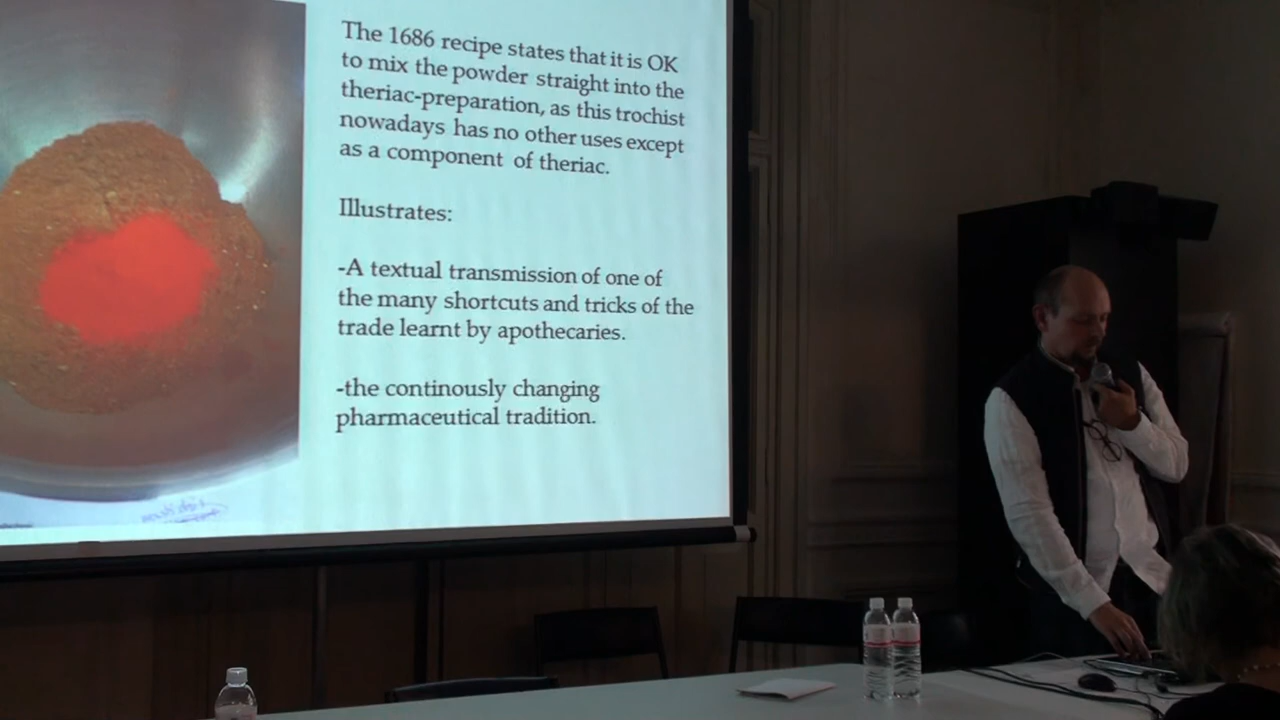 The 1686 recipe states that it is OK
to mix the powder straight into the
theriac-preparation, as this trochist
nowadays has no other uses except
as a component of theriac.
Illustrates:
-A textual transmission of one of
the many shortcuts and tricks of the
trade learnt by apothecaries.
-the continously changing
pharmaceutical tradition.